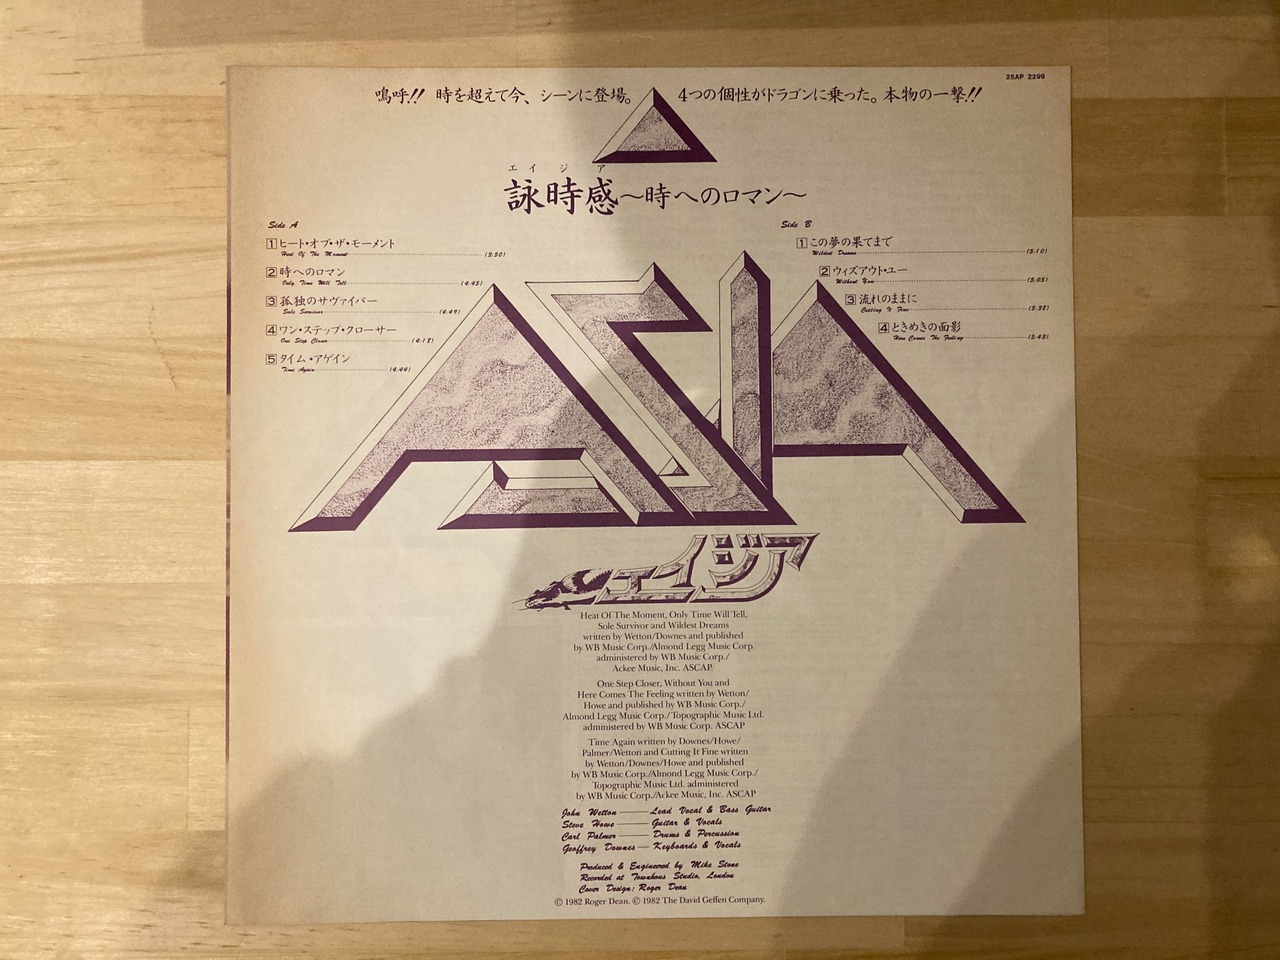 25AP 2299
嗚呼!! 時を超えて今、シーンに登場。 4つの個性がドラゴンに乗った。本物の一撃!!
エイジア
詠時感〜時へのロマン〜
Side A
1 ヒート・オブ・ザ・モーメント
Heat Of The Moment (3:50)
2 時へのロマン
Only Time Will Tell (4:45)
3 孤独のサヴァイバー
Sole Survivor (4:49)
4 ワン・ステップ・クローサー
One Step Closer (4:18)
5 タイム・アゲイン
Time Again (4:44)
Side B
1 この夢の果てまで
Wildest Dreams (5:10)
2 ウィズアウト・ユー
Without You (5:05)
3 流れのままに
Cutting It Fine (5:38)
4 ときめきの面影
Here Comes The Feeling (5:43)
ASIA
エイジア
Heat Of The Moment, Only Time Will Tell,
Sole Survivor and Wildest Dreams
written by Wetton/Downes and published
by WB Music Corp./Almond Legg Music Corp.
administered by WB Music Corp./
Ackee Music, Inc. ASCAP.
One Step Closer, Without You and
Here Comes The Feeling written by Wetton/
Howe and published by WB Music Corp./
Almond Legg Music Corp./Topographic Music Ltd.
administered by WB Music Corp. ASCAP
Time Again written by Downes/Howe/
Palmer/Wetton and Cutting It Fine written
by Wetton/Downes/Howe and published
by WB Music Corp./Almond Legg Music Corp./
Topographic Music Ltd. administered
by WB Music Corp./Ackee Music, Inc. ASCAP
John Wetton — Lead Vocal & Bass Guitar
Steve Howe — Guitar & Vocals
Carl Palmer — Drums & Percussion
Geoffrey Downes — Keyboards & Vocals
Produced & Engineered by Mike Stone
Recorded at Townhous Studio, London
Cover Design: Roger Dean
© 1982 Roger Dean. © 1982 The David Geffen Company.